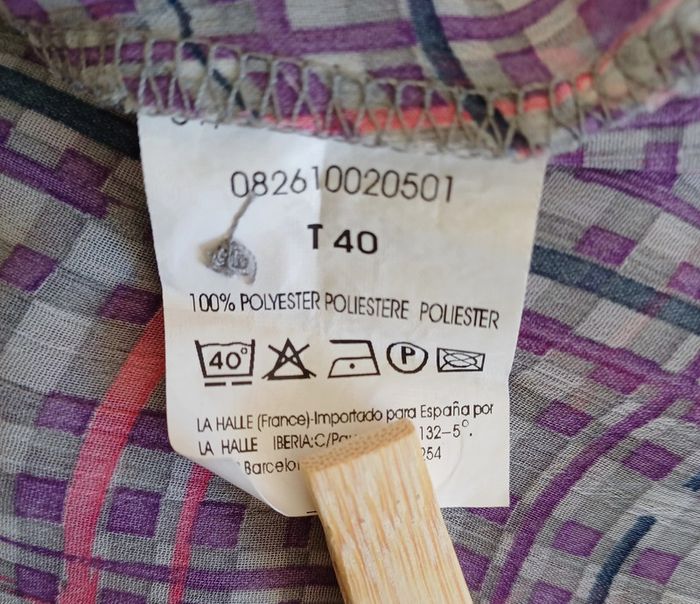 082610020501
T 40
100% POLYESTER POLIESTERE POLIESTER
40° P
LA HALLE (France)-Importado para España por
LA HALLE IBERIA:C/ 132-5°.
254